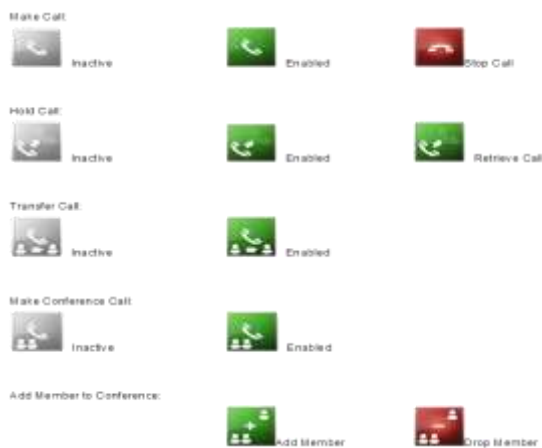 Make Call:
Inactive Enabled Stop Call
Hold Call:
Inactive Enabled Retrieve Call
Transfer Call:
Inactive Enabled
Make Conference Call:
Inactive Enabled
Add Member to Conference:
Add Member Drop Member